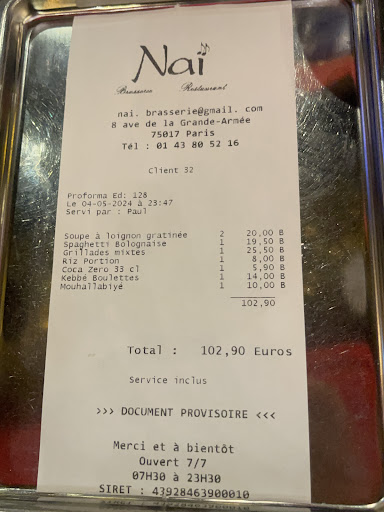 Naï
Brasserie Restaurant
nai. brasserie@gmail. com
8 ave de la Grande-Armée
75017 Paris
Tél : 01 43 80 52 16
Client 32
Proforma Ed: 128
Le 04-05-2024 à 23:47
Servi par : Paul
Soupe à loignon gratinée 2 20,00 B
Spaghetti Bolognaise 1 19,50 B
Grillades mixtes 1 25,50 B
Riz Portion 1 8,00 B
Coca Zero 33 cl 1 5,90 B
Kebbé Boulettes 1 14,00 B
Mouhallabiyé 1 10,00 B
102,90
Total : 102,90 Euros
Service inclus
>>> DOCUMENT PROVISOIRE <<<
Merci et à bientôt
Ouvert 7/7
07H30 à 23H30
SIRET : 43928463900010